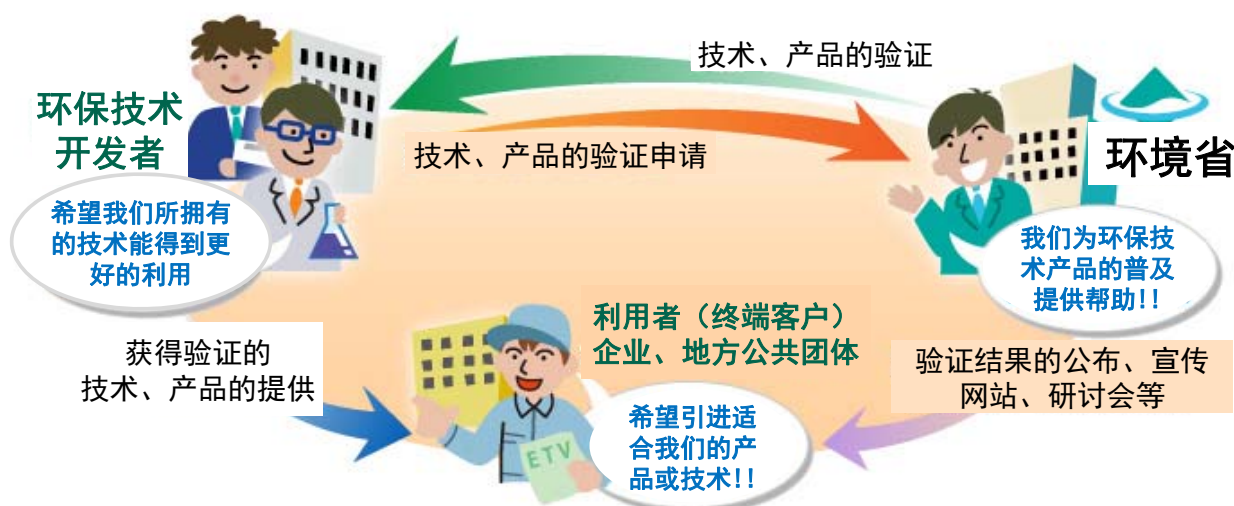 技术、产品的验证
环保技术
开发者
技术、产品的验证申请
环境省
希望我们所拥有
的技术能得到更
好的利用
我们为环保技
术产品的普及
提供帮助!!
利用者（终端客户）
企业、地方公共团体
获得验证的
技术、产品的提供
验证结果的公布、宣传
网站、研讨会等
希望引进适
合我们的产
品或技术!!
ETV